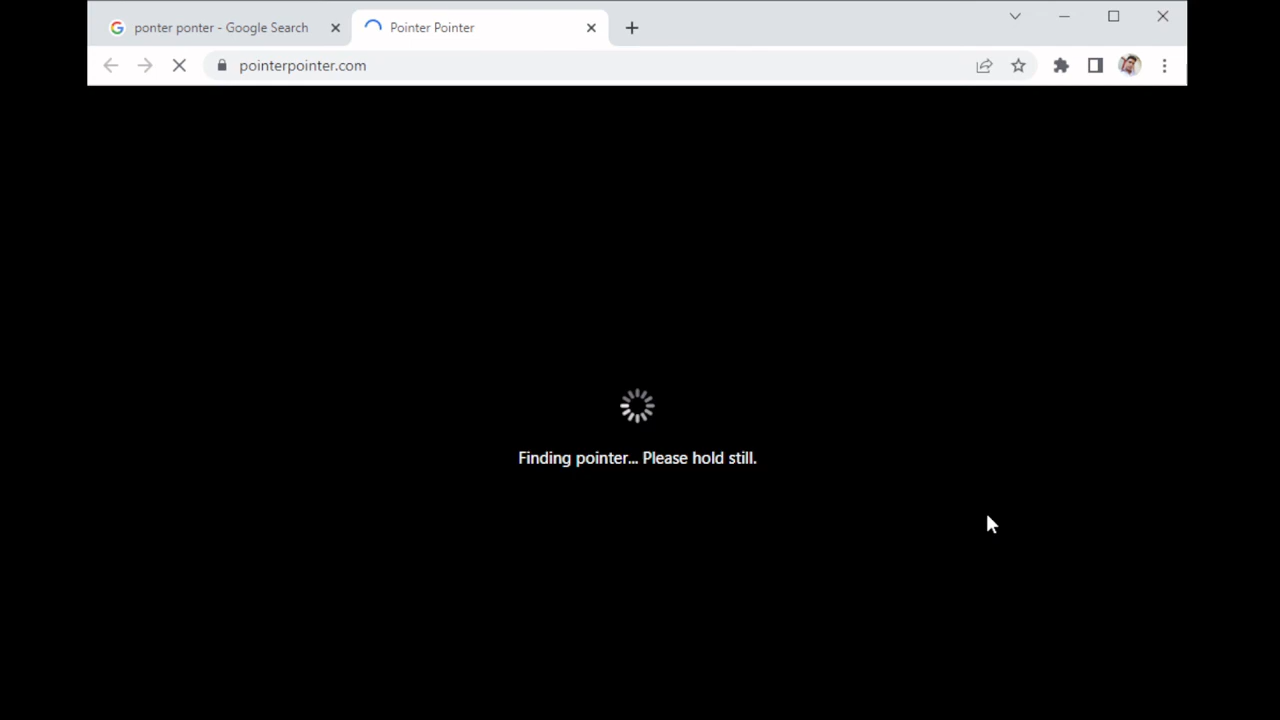 ponter ponter - Google Search
Pointer Pointer
pointerpointer.com
Finding pointer... Please hold still.